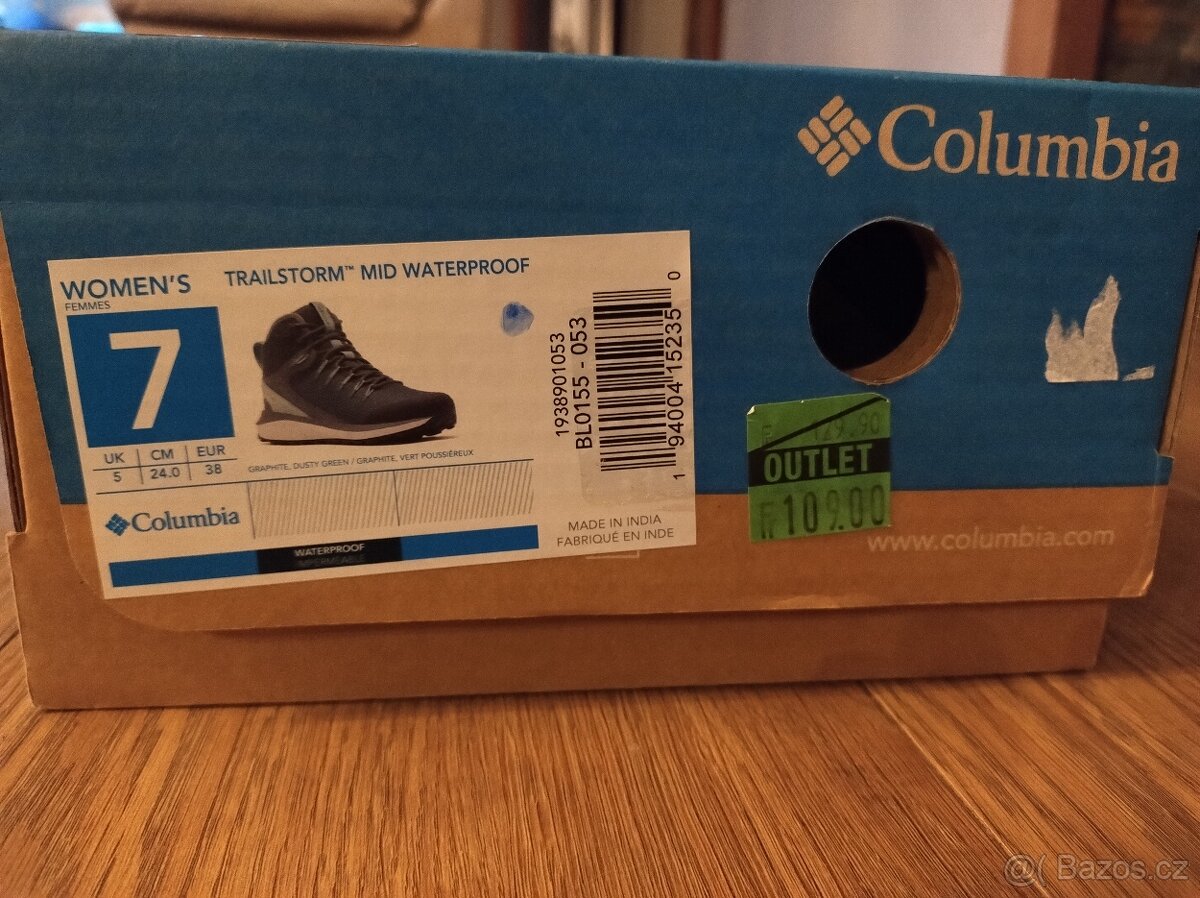 Columbia
WOMEN'S
FEMMES
TRAILSTORM™ MID WATERPROOF
7
UK CM EUR
5 24.0 38
GRAPHITE, DUSTY GREEN / GRAPHITE, VERT POUSSIÉREUX
Columbia
WATERPROOF
IMPERMÉABLE
1938901053
BL0155 - 053
1 94004 15235 0
MADE IN INDIA
FABRIQUÉ EN INDE
129.90
OUTLET
109.00
www.columbia.com
@( Bazos.cz